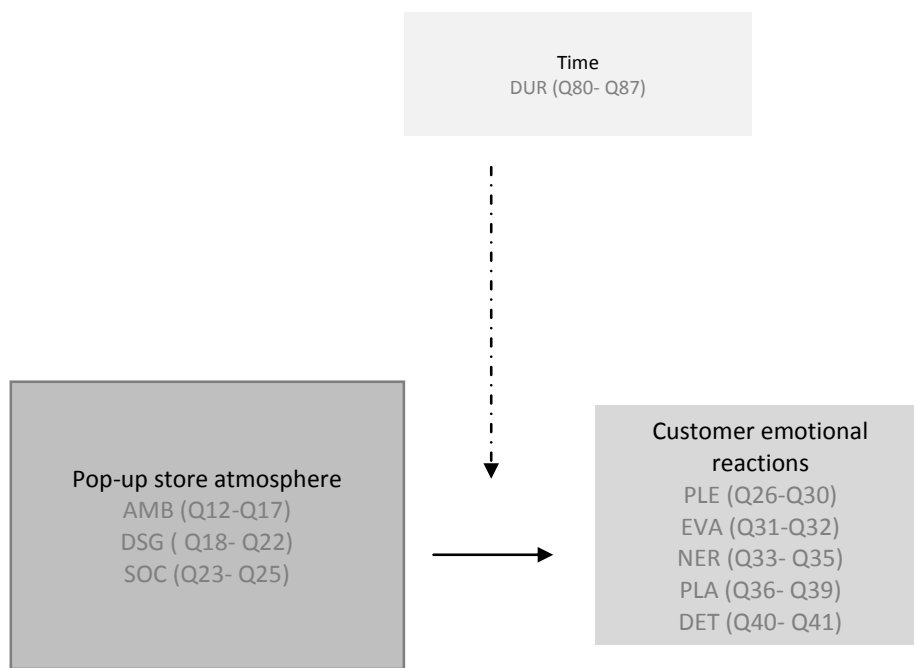 Time
DUR (Q80- Q87)
Pop-up store atmosphere
AMB (Q12-Q17)
DSG ( Q18- Q22)
SOC (Q23- Q25)
Customer emotional
reactions
PLE (Q26-Q30)
EVA (Q31-Q32)
NER (Q33- Q35)
PLA (Q36- Q39)
DET (Q40- Q41)